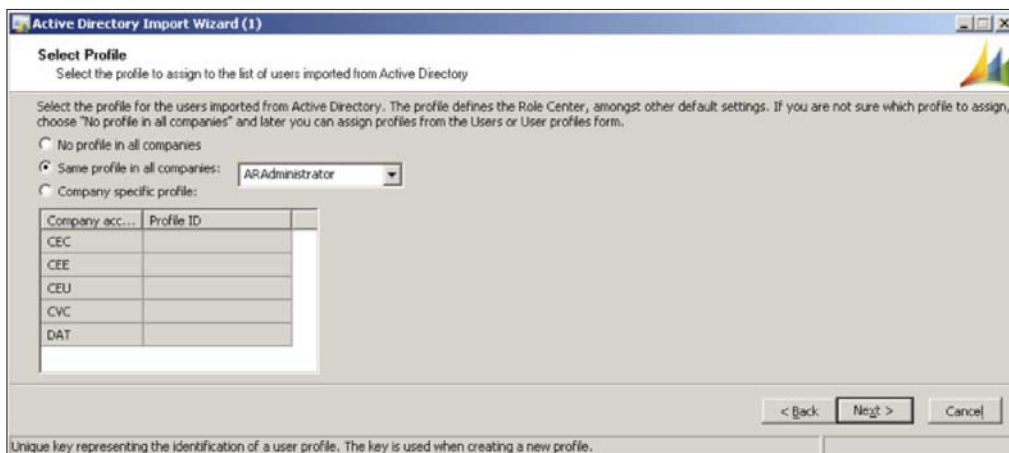 Active Directory Import Wizard (1)
Select Profile
Select the profile to assign to the list of users imported from Active Directory
Select the profile for the users imported from Active Directory. The profile defines the Role Center, amongst other default settings. If you are not sure which profile to assign,
choose "No profile in all companies" and later you can assign profiles from the Users or User profiles form.
No profile in all companies
Same profile in all companies: ARAdministrator
Company specific profile:
Company acc... Profile ID
CEC
CEE
CEU
CVC
DAT
< Back Next > Cancel
Unique key representing the identification of a user profile. The key is used when creating a new profile.